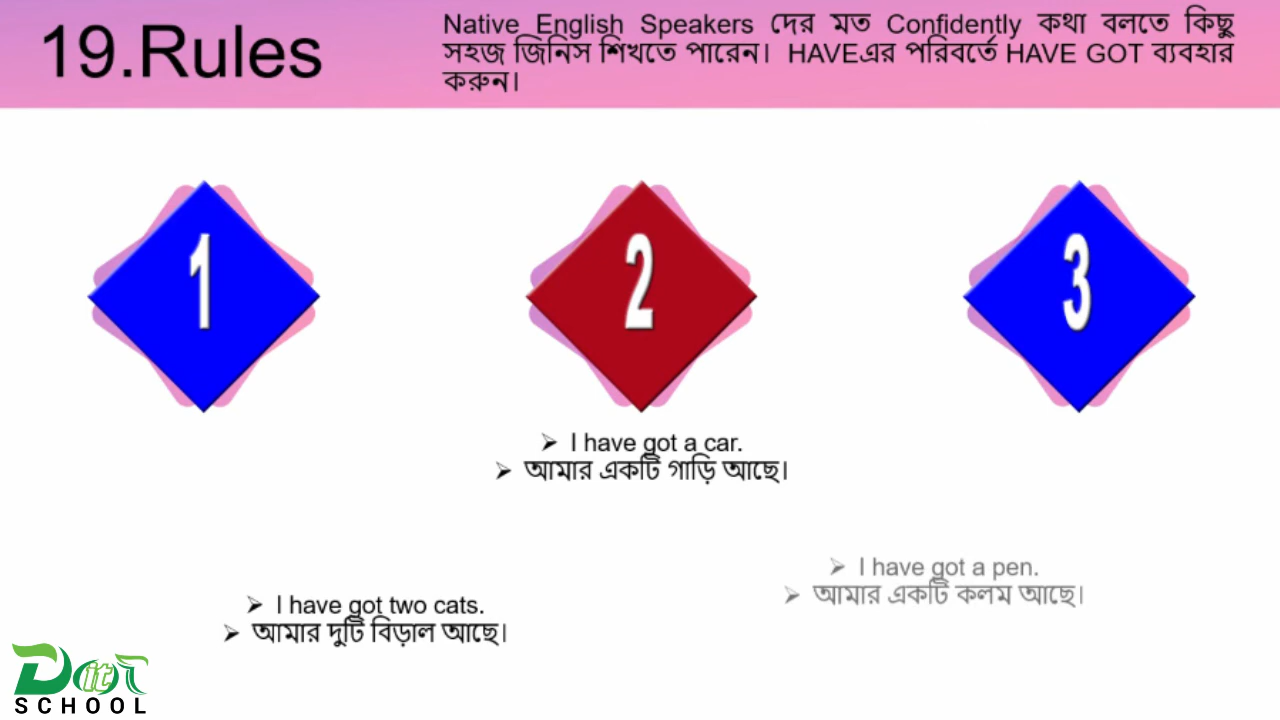 19.Rules
Native English Speakers দের মত Confidently কথা বলতে কিছু
সহজ জিনিস শিখতে পারেন। HAVEএর পরিবর্তে HAVE GOT ব্যবহার
করুন।
1
2
3
I have got a car.
আমার একটি গাড়ি আছে।
I have got a pen.
আমার একটি কলম আছে।
I have got two cats.
আমার দুটি বিড়াল আছে।
Dot it
SCHOOL